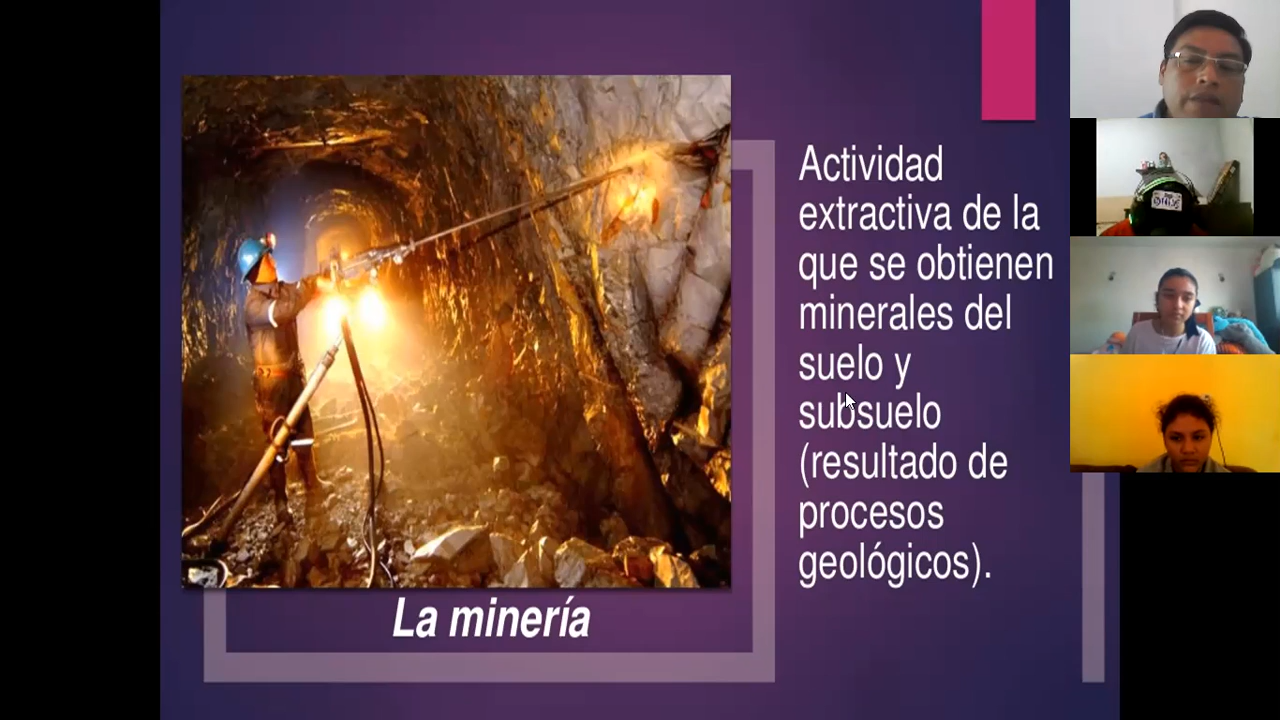 Actividad
extractiva de la
que se obtienen
minerales del
suelo y
subsuelo
(resultado de
procesos
geológicos).
La minería